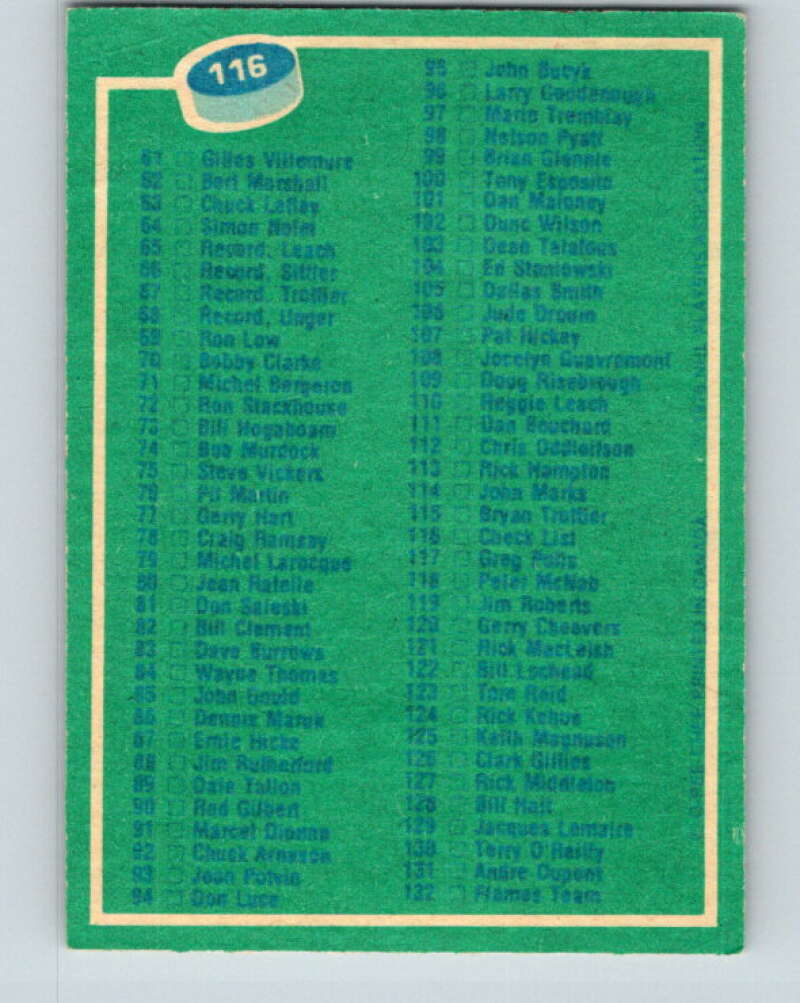 116
67 Gilles Villemure
62 Bert Marshall
63 Chuck Lefley
64 Simon Nolet
65 Record, Leach
66 Record, Sittler
67 Record, Trottier
68 Record, Unger
69 Ron Low
70 Bobby Clarke
71 Michel Bergeron
72 Ron Stackhouse
73 Bill Hogaboam
74 Bob Murdock
75 Steve Vickers
76 Pit Martin
77 Gerry Hart
78 Craig Ramsay
79 Michel Larocque
80 Jean Ratelle
81 Don Saleski
82 Bill Clement
83 Dave Burrows
84 Wayne Thomas
85 John Gould
86 Dennis Maruk
87 Ernie Hicke
88 Jim Rutherford
89 Dale Tallon
90 Rod Gilbert
91 Marcel Dionne
92 Chuck Arnason
93 Jean Potvin
94 Don Luce
95 John Bucyk
96 Larry Goodenough
97 Mario Tremblay
98 Nelson Pyatt
99 Brian Glennie
100 Tony Esposito
101 Dan Maloney
102 Dunc Wilson
103 Dean Talafous
104 Ed Staniowski
105 Dallas Smith
106 Jude Drouin
107 Pat Hickey
108 Jocelyn Guevremont
109 Doug Risebrough
110 Reggie Leach
111 Dan Bouchard
112 Chris Oddleifson
113 Rick Hampton
114 John Marks
115 Bryan Trottier
116 Check List
117 Greg Polis
118 Peter McNab
119 Jim Roberts
120 Gerry Cheevers
121 Rick MacLeish
122 Bill Lochead
123 Tom Reid
124 Rick Kehoe
125 Keith Magnuson
126 Clark Gillies
127 Rick Middleton
128 Bill Hajt
129 Jacques Lemaire
130 Terry O'Reilly
131 Andre Dupont
132 Flames Team
PRINTED IN CANADA
NHL PLAYERS ASSOCIATION